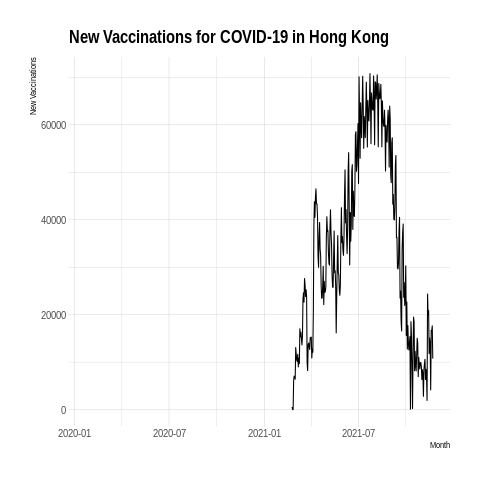 New Vaccinations for COVID-19 in Hong Kong
New Vaccinations
60000
40000
20000
0
2020-01 2020-07 2021-01 2021-07
Month